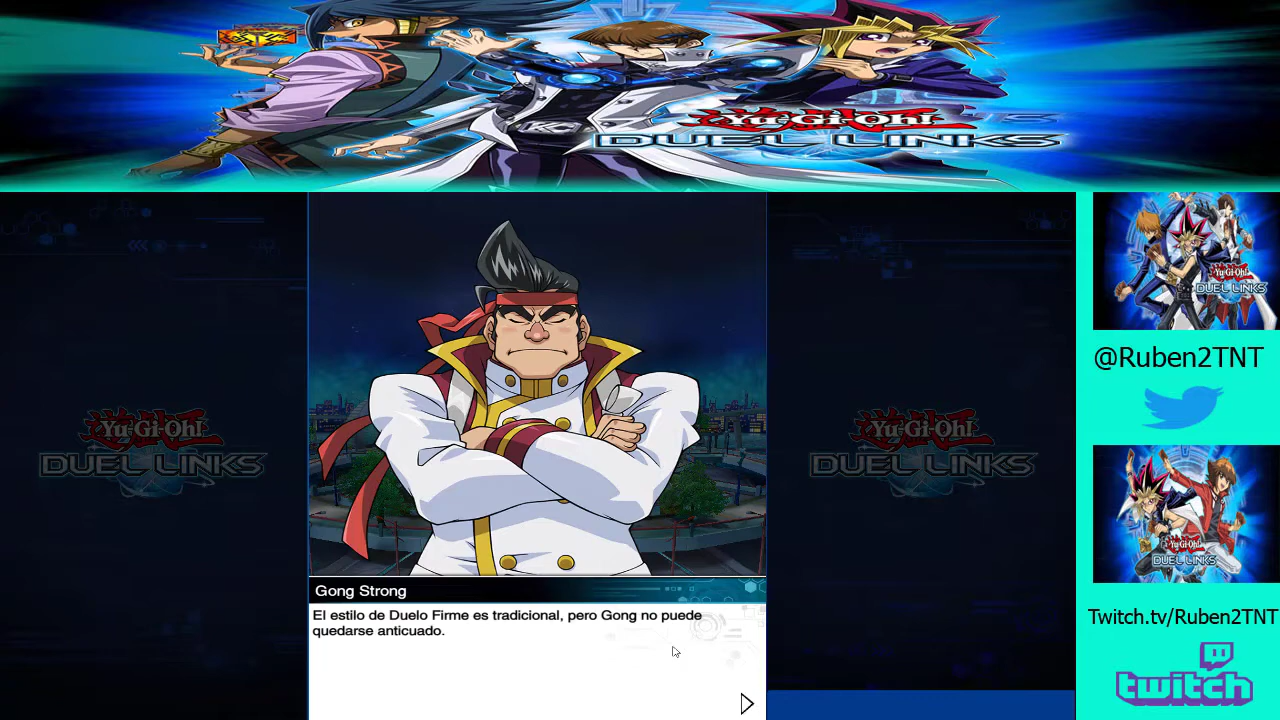 KC
Yu-Gi-Oh!
DUEL LINKS
Yu-Gi-Oh!
DUEL LINKS
@Ruben2TNT
Yu-Gi-Oh!
DUEL LINKS
Yu-Gi-Oh!
DUEL LINKS
Yu-Gi-Oh!
DUEL LINKS
Gong Strong
El estilo de Duelo Firme es tradicional, pero Gong no puede
quedarse anticuado.
Twitch.tv/Ruben2TNT
twitch